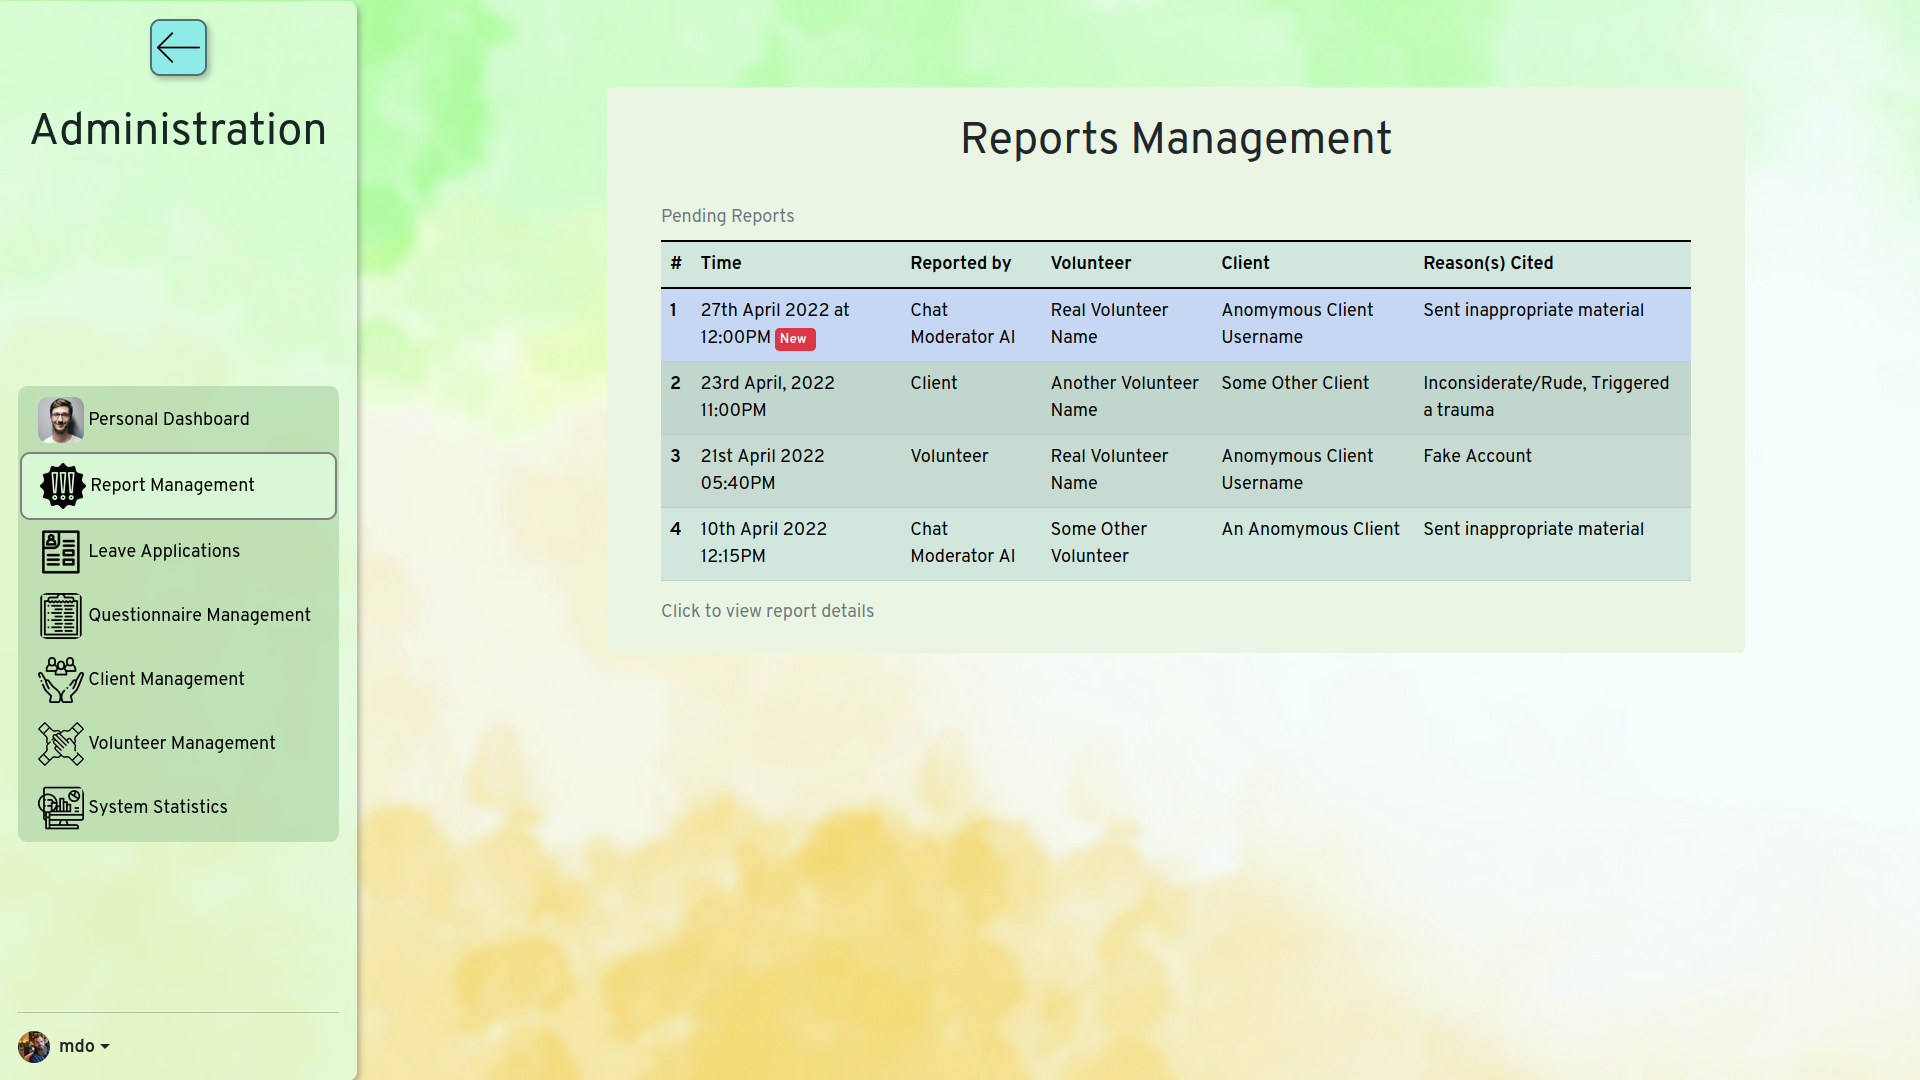 Administration
Personal Dashboard
Report Management
Leave Applications
Questionnaire Management
Client Management
Volunteer Management
System Statistics
mdo
Reports Management
Pending Reports
# Time Reported by Volunteer Client Reason(s) Cited
1 27th April 2022 at Chat Real Volunteer Anomymous Client Sent inappropriate material
12:00PM New Moderator AI Name Username
2 23rd April, 2022 Client Another Volunteer Some Other Client Inconsiderate/Rude, Triggered
11:00PM Name a trauma
3 21st April 2022 Volunteer Real Volunteer Anomymous Client Fake Account
05:40PM Name Username
4 10th April 2022 Chat Some Other An Anomymous Client Sent inappropriate material
12:15PM Moderator AI Volunteer
Click to view report details